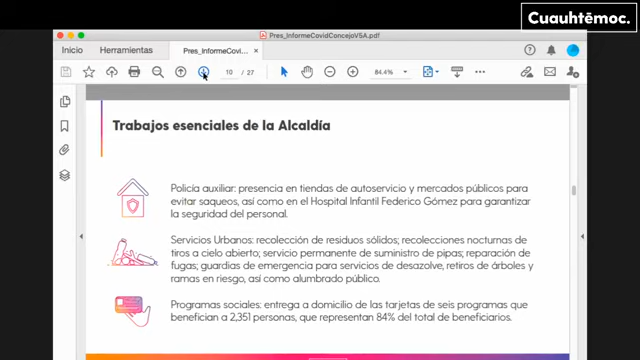 Cuauhtémoc.
Pres_InformeCovidConcejoVSA.pdf
Inicio
Herramientas
Pres_InformeCovi...
10 / 27
84.4%
Trabajos esenciales de la Alcaldía
Policía auxiliar: presencia en tiendas de autoservicio y mercados públicos para
evitar saqueos, así como en el Hospital Infantil Federico Gómez para garantizar
la seguridad del personal.
Servicios Urbanos: recolección de residuos sólidos; recolecciones nocturnas de
tiros a cielo abierto; servicio permanente de suministro de pipas; reparación de
fugas; guardias de emergencia para servicios de desazolve, retiros de árboles y
ramas en riesgo, así como alumbrado público.
Programas sociales: entrega a domicilio de las tarjetas de seis programas que
benefician a 2,351 personas, que representan 84% del total de beneficiarios.